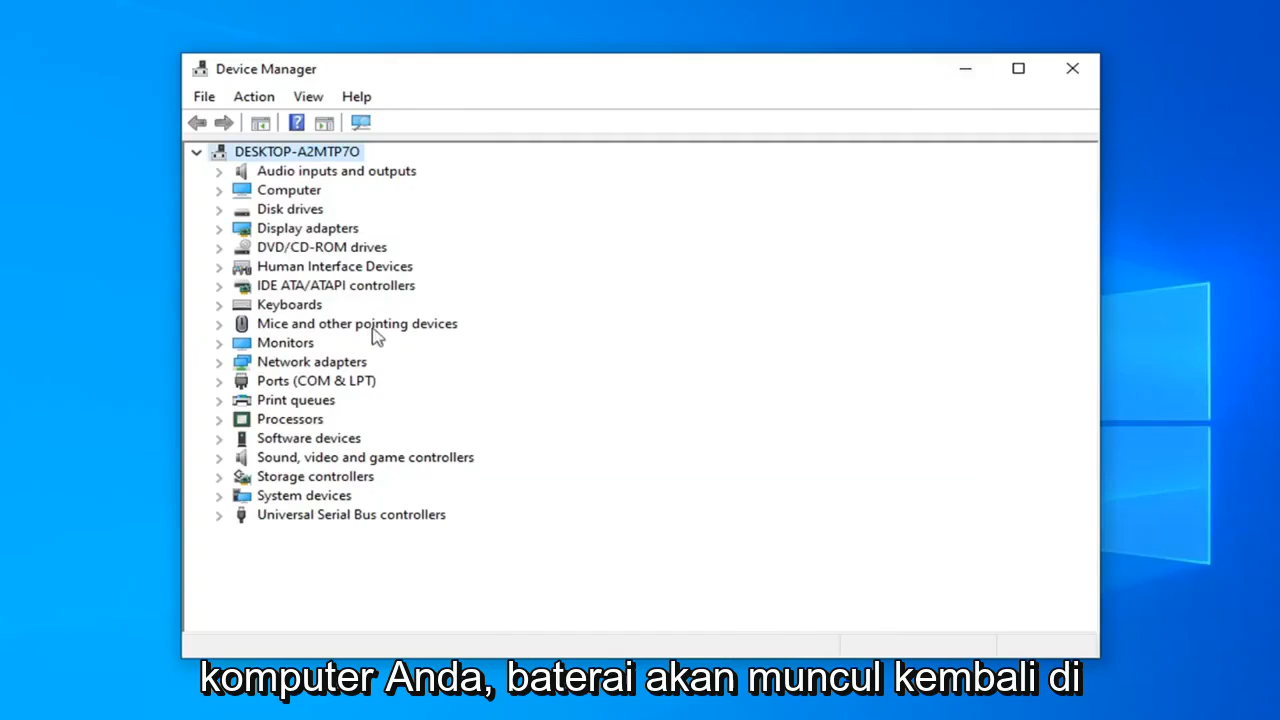 Device Manager
File Action View Help
DESKTOP-A2MTP7O
Audio inputs and outputs
Computer
Disk drives
Display adapters
DVD/CD-ROM drives
Human Interface Devices
IDE ATA/ATAPI controllers
Keyboards
Mice and other pointing devices
Monitors
Network adapters
Ports (COM & LPT)
Print queues
Processors
Software devices
Sound, video and game controllers
Storage controllers
System devices
Universal Serial Bus controllers
komputer Anda, baterai akan muncul kembali di